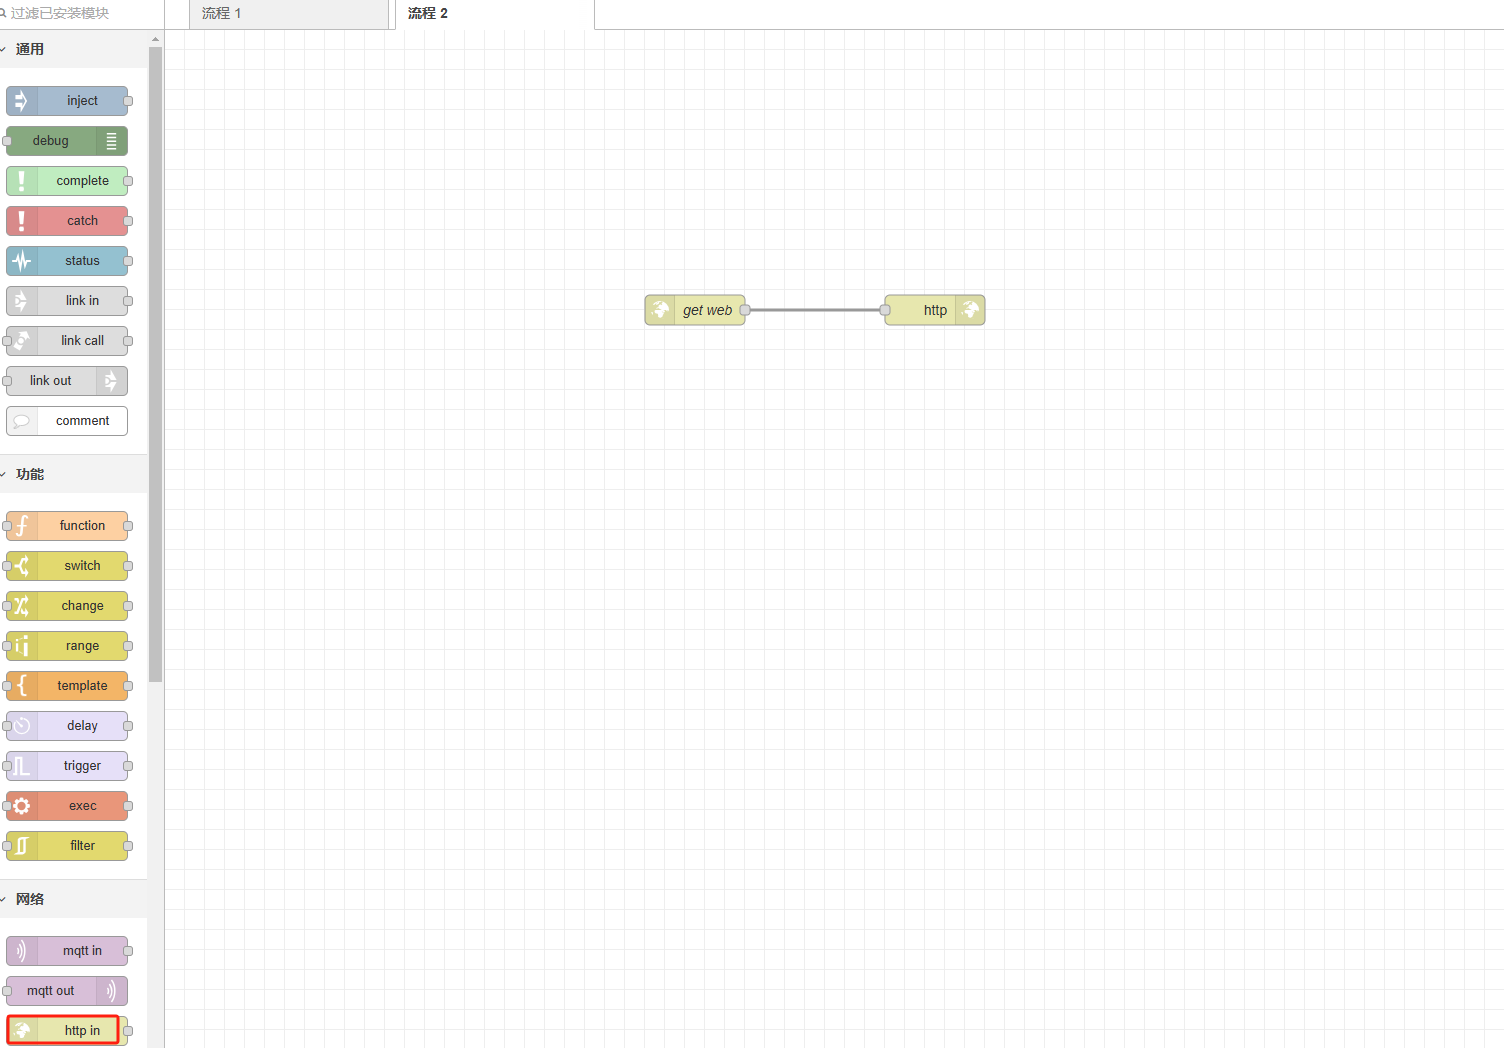 过滤已安装模块
流程 1
流程 2
通用
inject
debug
complete
catch
status
link in
link call
link out
comment
功能
function
switch
change
range
template
delay
trigger
exec
filter
网络
mqtt in
mqtt out
http in
get web
http